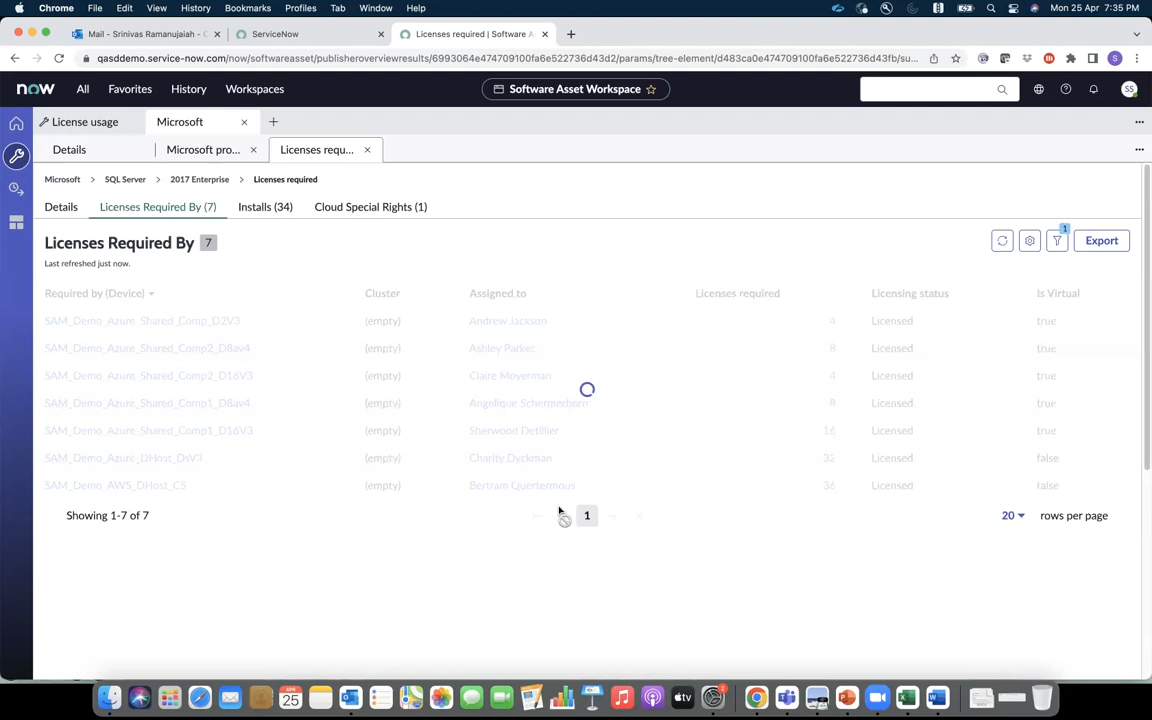 Chrome File Edit View History Bookmarks Profiles Tab Window Help Mon 25 Apr 7:35 PM
Mail - Srinivas Ramanujaiah - × ServiceNow × Licenses required | Software A × +
qasddemo.service-now.com/now/softwareasset/publisheroverviewresults/6993064e474709100fa6e522736d43d2/params/tree-element/d483ca0e474709100fa6e522736d43fb/su... S
now All Favorites History Workspaces Software Asset Workspace SS
License usage Microsoft × + •••
Details Microsoft pro... × Licenses requ... × •••
Microsoft > SQL Server > 2017 Enterprise > Licenses required
Details Licenses Required By (7) Installs (34) Cloud Special Rights (1)
Licenses Required By 7 1 Export
Last refreshed just now.
Required by (Device) Cluster Assigned to Licenses required Licensing status Is Virtual
SAM_Demo_Azure_Shared_Comp_D2V3 (empty) Andrew Jackson 4 Licensed true
SAM_Demo_Azure_Shared_Comp2_D8av4 (empty) Ashley Parker 8 Licensed true
SAM_Demo_Azure_Shared_Comp2_D16V3 (empty) Claire Moyerman 4 Licensed true
SAM_Demo_Azure_Shared_Comp1_D8av4 (empty) Angelique Schermerhorn 8 Licensed true
SAM_Demo_Azure_Shared_Comp1_D16V3 (empty) Sherwood Detillier 16 Licensed true
SAM_Demo_Azure_DHost_DsV3 (empty) Charity Dyckman 32 Licensed false
SAM_Demo_AWS_DHost_C5 (empty) Bertram Quertermous 36 Licensed false
Showing 1-7 of 7 1 20 rows per page
APR
25